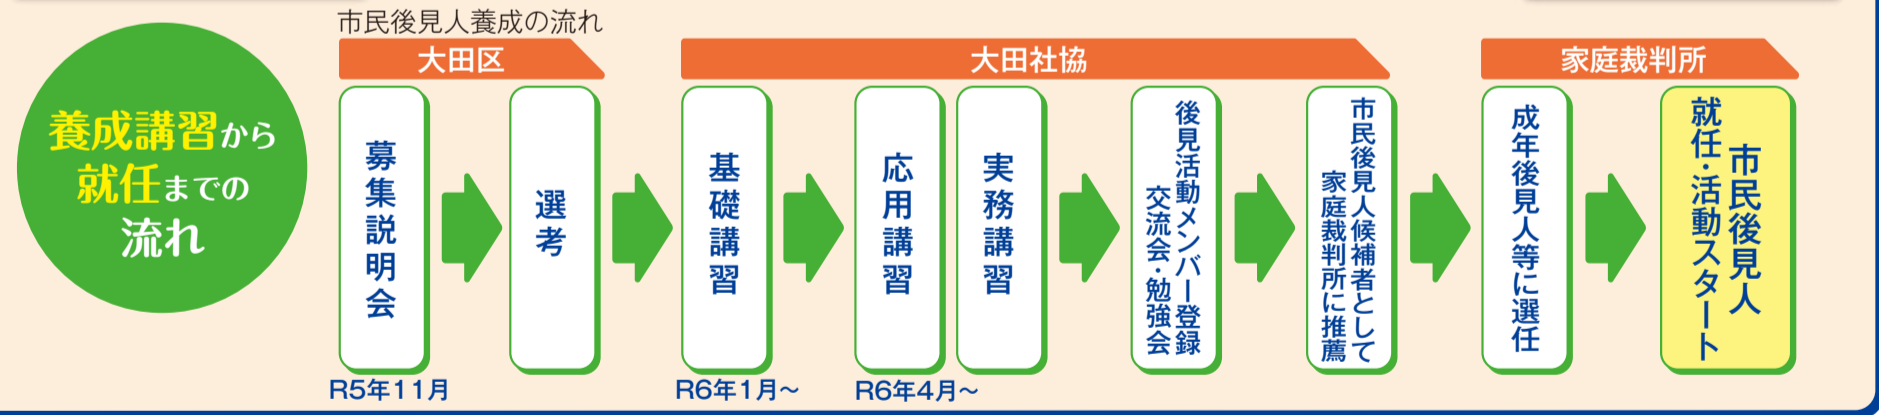 養成講習から
就任までの
流れ
市民後見人養成の流れ
大田区
募集説明会
選考
R5年11月
大田社協
基礎講習
R6年1月～
応用講習
実務講習
R6年4月～
後見活動メンバー登録
交流会・勉強会
市民後見人候補者として
家庭裁判所に推薦
家庭裁判所
成年後見人等に選任
市民後見人
就任・活動スタート